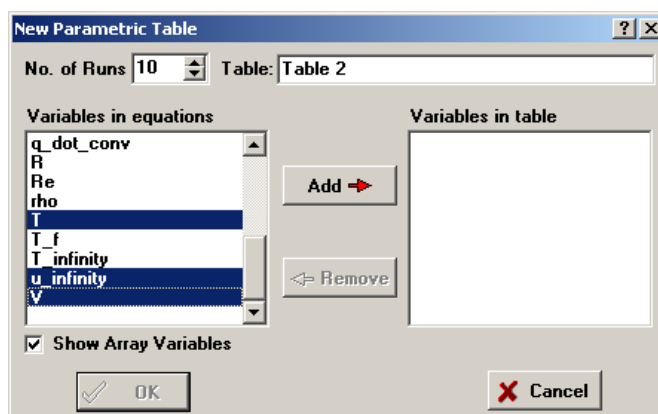 New Parametric Table
No. of Runs 10 Table: Table 2
Variables in equations
q_dot_conv
R
Re
rho
T
T_f
T_infinity
u_infinity
V
Show Array Variables
Add
Remove
Variables in table
OK
Cancel